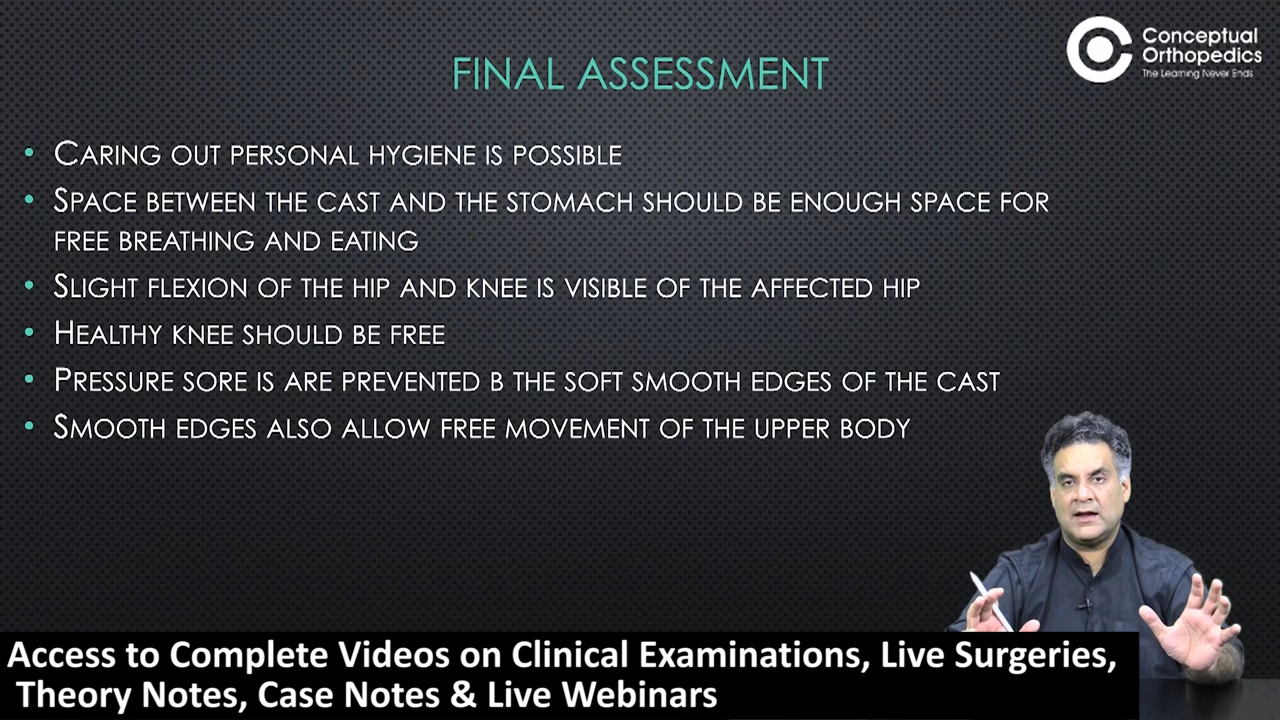 Conceptual
Orthopedics
The Learning Never Ends
FINAL ASSESSMENT
• CARING OUT PERSONAL HYGIENE IS POSSIBLE
• SPACE BETWEEN THE CAST AND THE STOMACH SHOULD BE ENOUGH SPACE FOR
FREE BREATHING AND EATING
• SLIGHT FLEXION OF THE HIP AND KNEE IS VISIBLE OF THE AFFECTED HIP
• HEALTHY KNEE SHOULD BE FREE
• PRESSURE SORE IS ARE PREVENTED B THE SOFT SMOOTH EDGES OF THE CAST
• SMOOTH EDGES ALSO ALLOW FREE MOVEMENT OF THE UPPER BODY
Access to Complete Videos on Clinical Examinations, Live Surgeries,
Theory Notes, Case Notes & Live Webinars